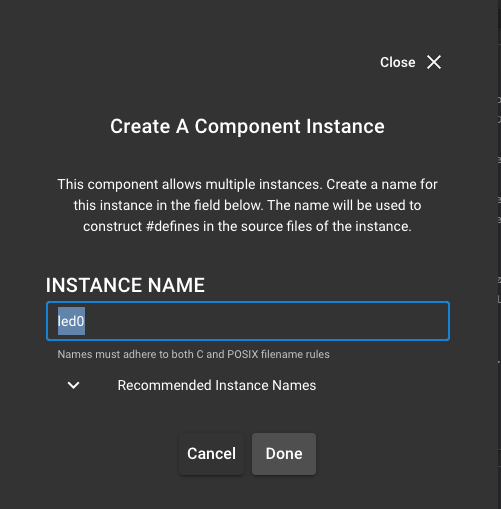 Close
Create A Component Instance
This component allows multiple instances. Create a name for
this instance in the field below. The name will be used to
construct #defines in the source files of the instance.
INSTANCE NAME
led0
Names must adhere to both C and POSIX filename rules
Recommended Instance Names
Cancel Done